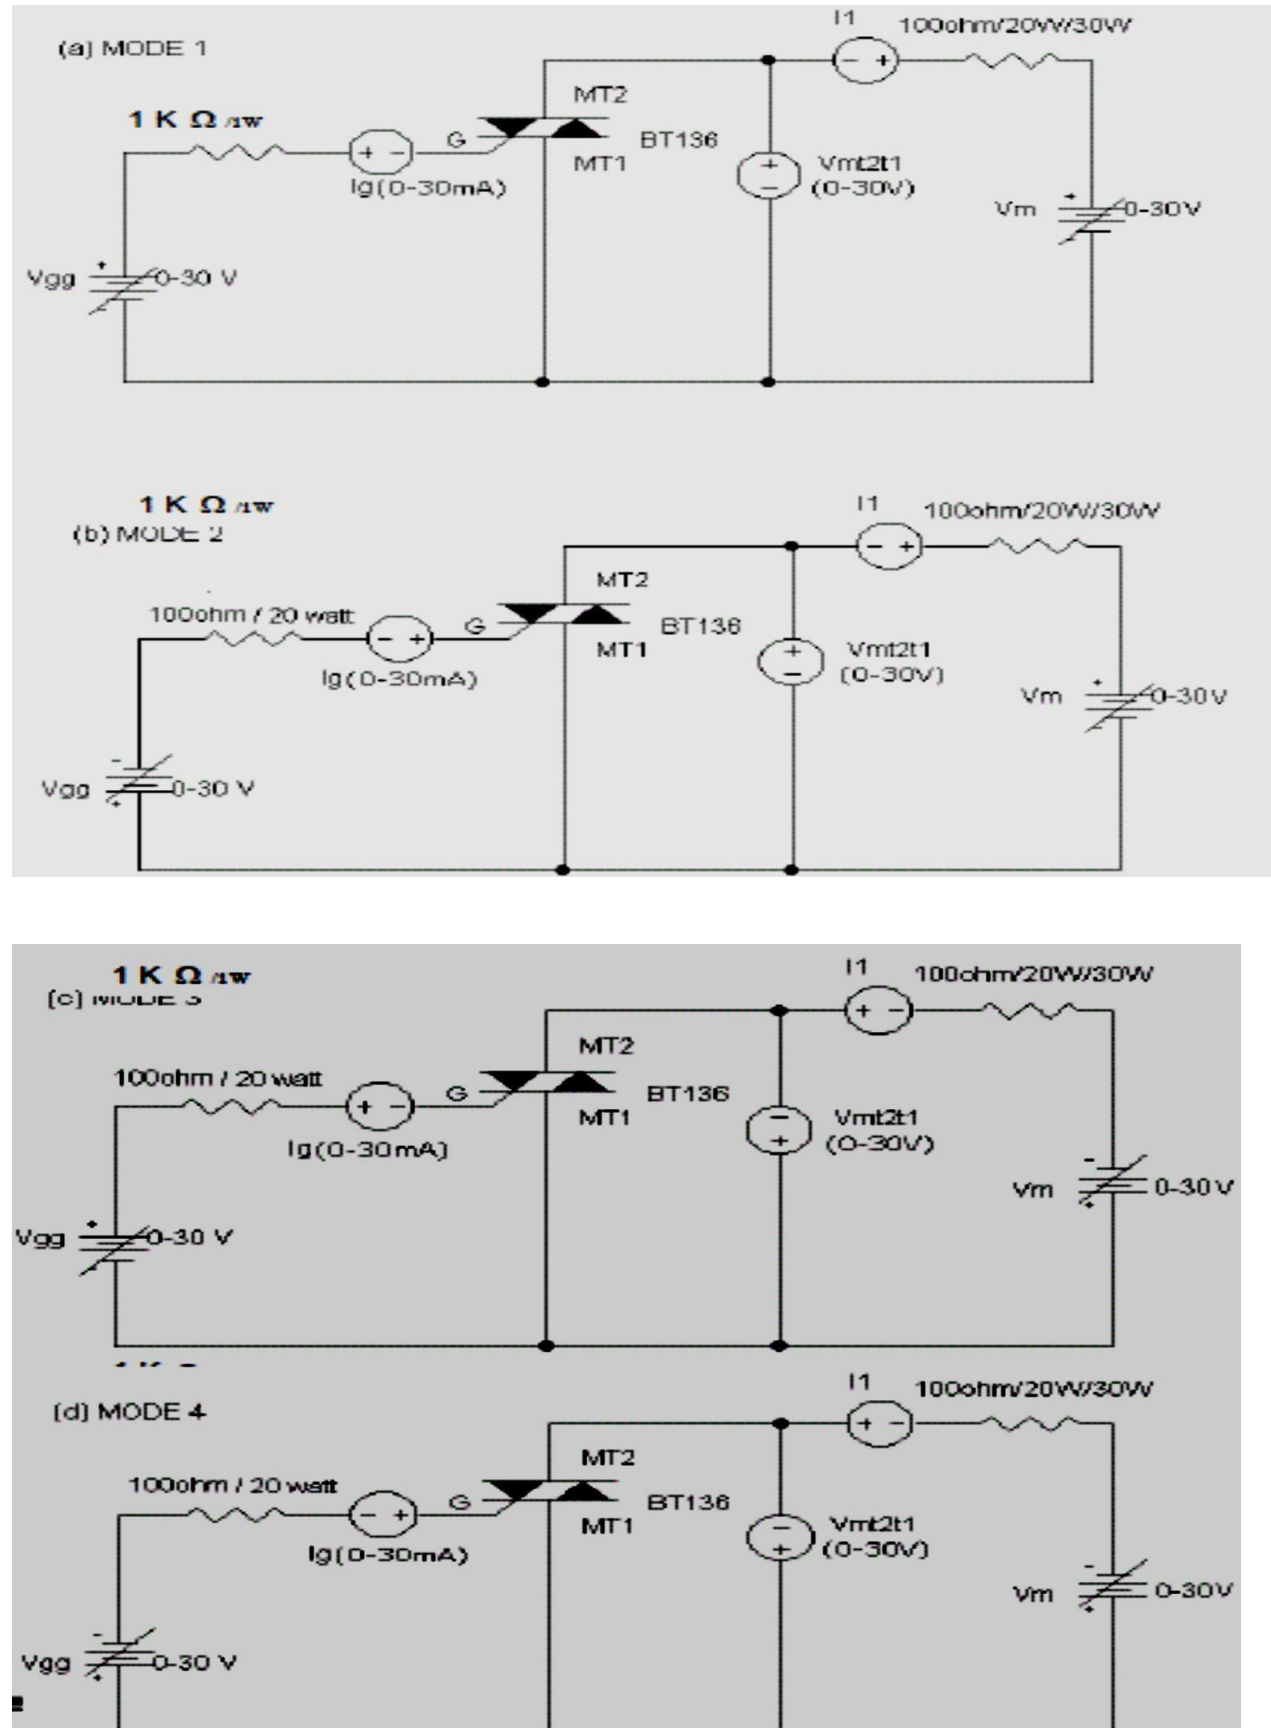 (a) MODE 1
I1
100ohm/20W/30W
MT2
1 K Ω /1W
G
BT136
MT1
Ig(0-30mA)
+ -
- +
+
-
Vmt2t1
(0-30V)
Vm
+
0-30V
-
Vgg
+
0-30 V
-
1 K Ω /1W
(b) MODE 2
I1
100ohm/20W/30W
MT2
100ohm / 20 watt
G
BT136
MT1
Ig(0-30mA)
- +
- +
+
-
Vmt2t1
(0-30V)
Vm
+
0-30V
-
Vgg
-
0-30 V
+
1 K Ω /1W
(c) MODE 3
I1
100ohm/20W/30W
MT2
100ohm / 20 watt
G
BT136
MT1
Ig(0-30mA)
+ -
+ -
-
+
Vmt2t1
(0-30V)
Vm
-
0-30V
+
Vgg
+
0-30 V
-
(d) MODE 4
I1
100ohm/20W/30W
MT2
100ohm / 20 watt
G
BT136
MT1
Ig(0-30mA)
- +
+ -
-
+
Vmt2t1
(0-30V)
Vm
-
0-30V
+
Vgg
-
0-30 V
+